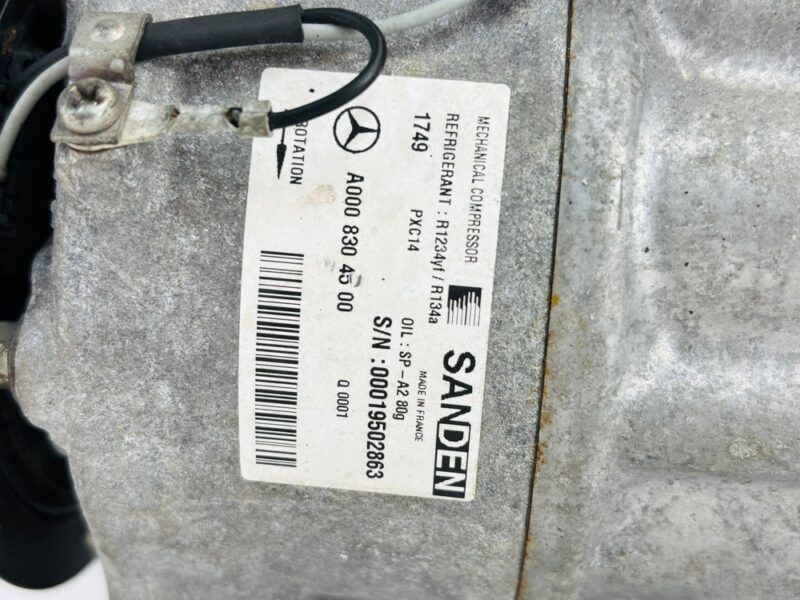 MECHANICAL COMPRESSOR
SANDEN
REFRIGERANT : R1234yf / R134a
MADE IN FRANCE
1749 PXC14 OIL : SP-A2 80g
S/N : 00019502863
A000 830 45 00 Q 0001
ROTATION